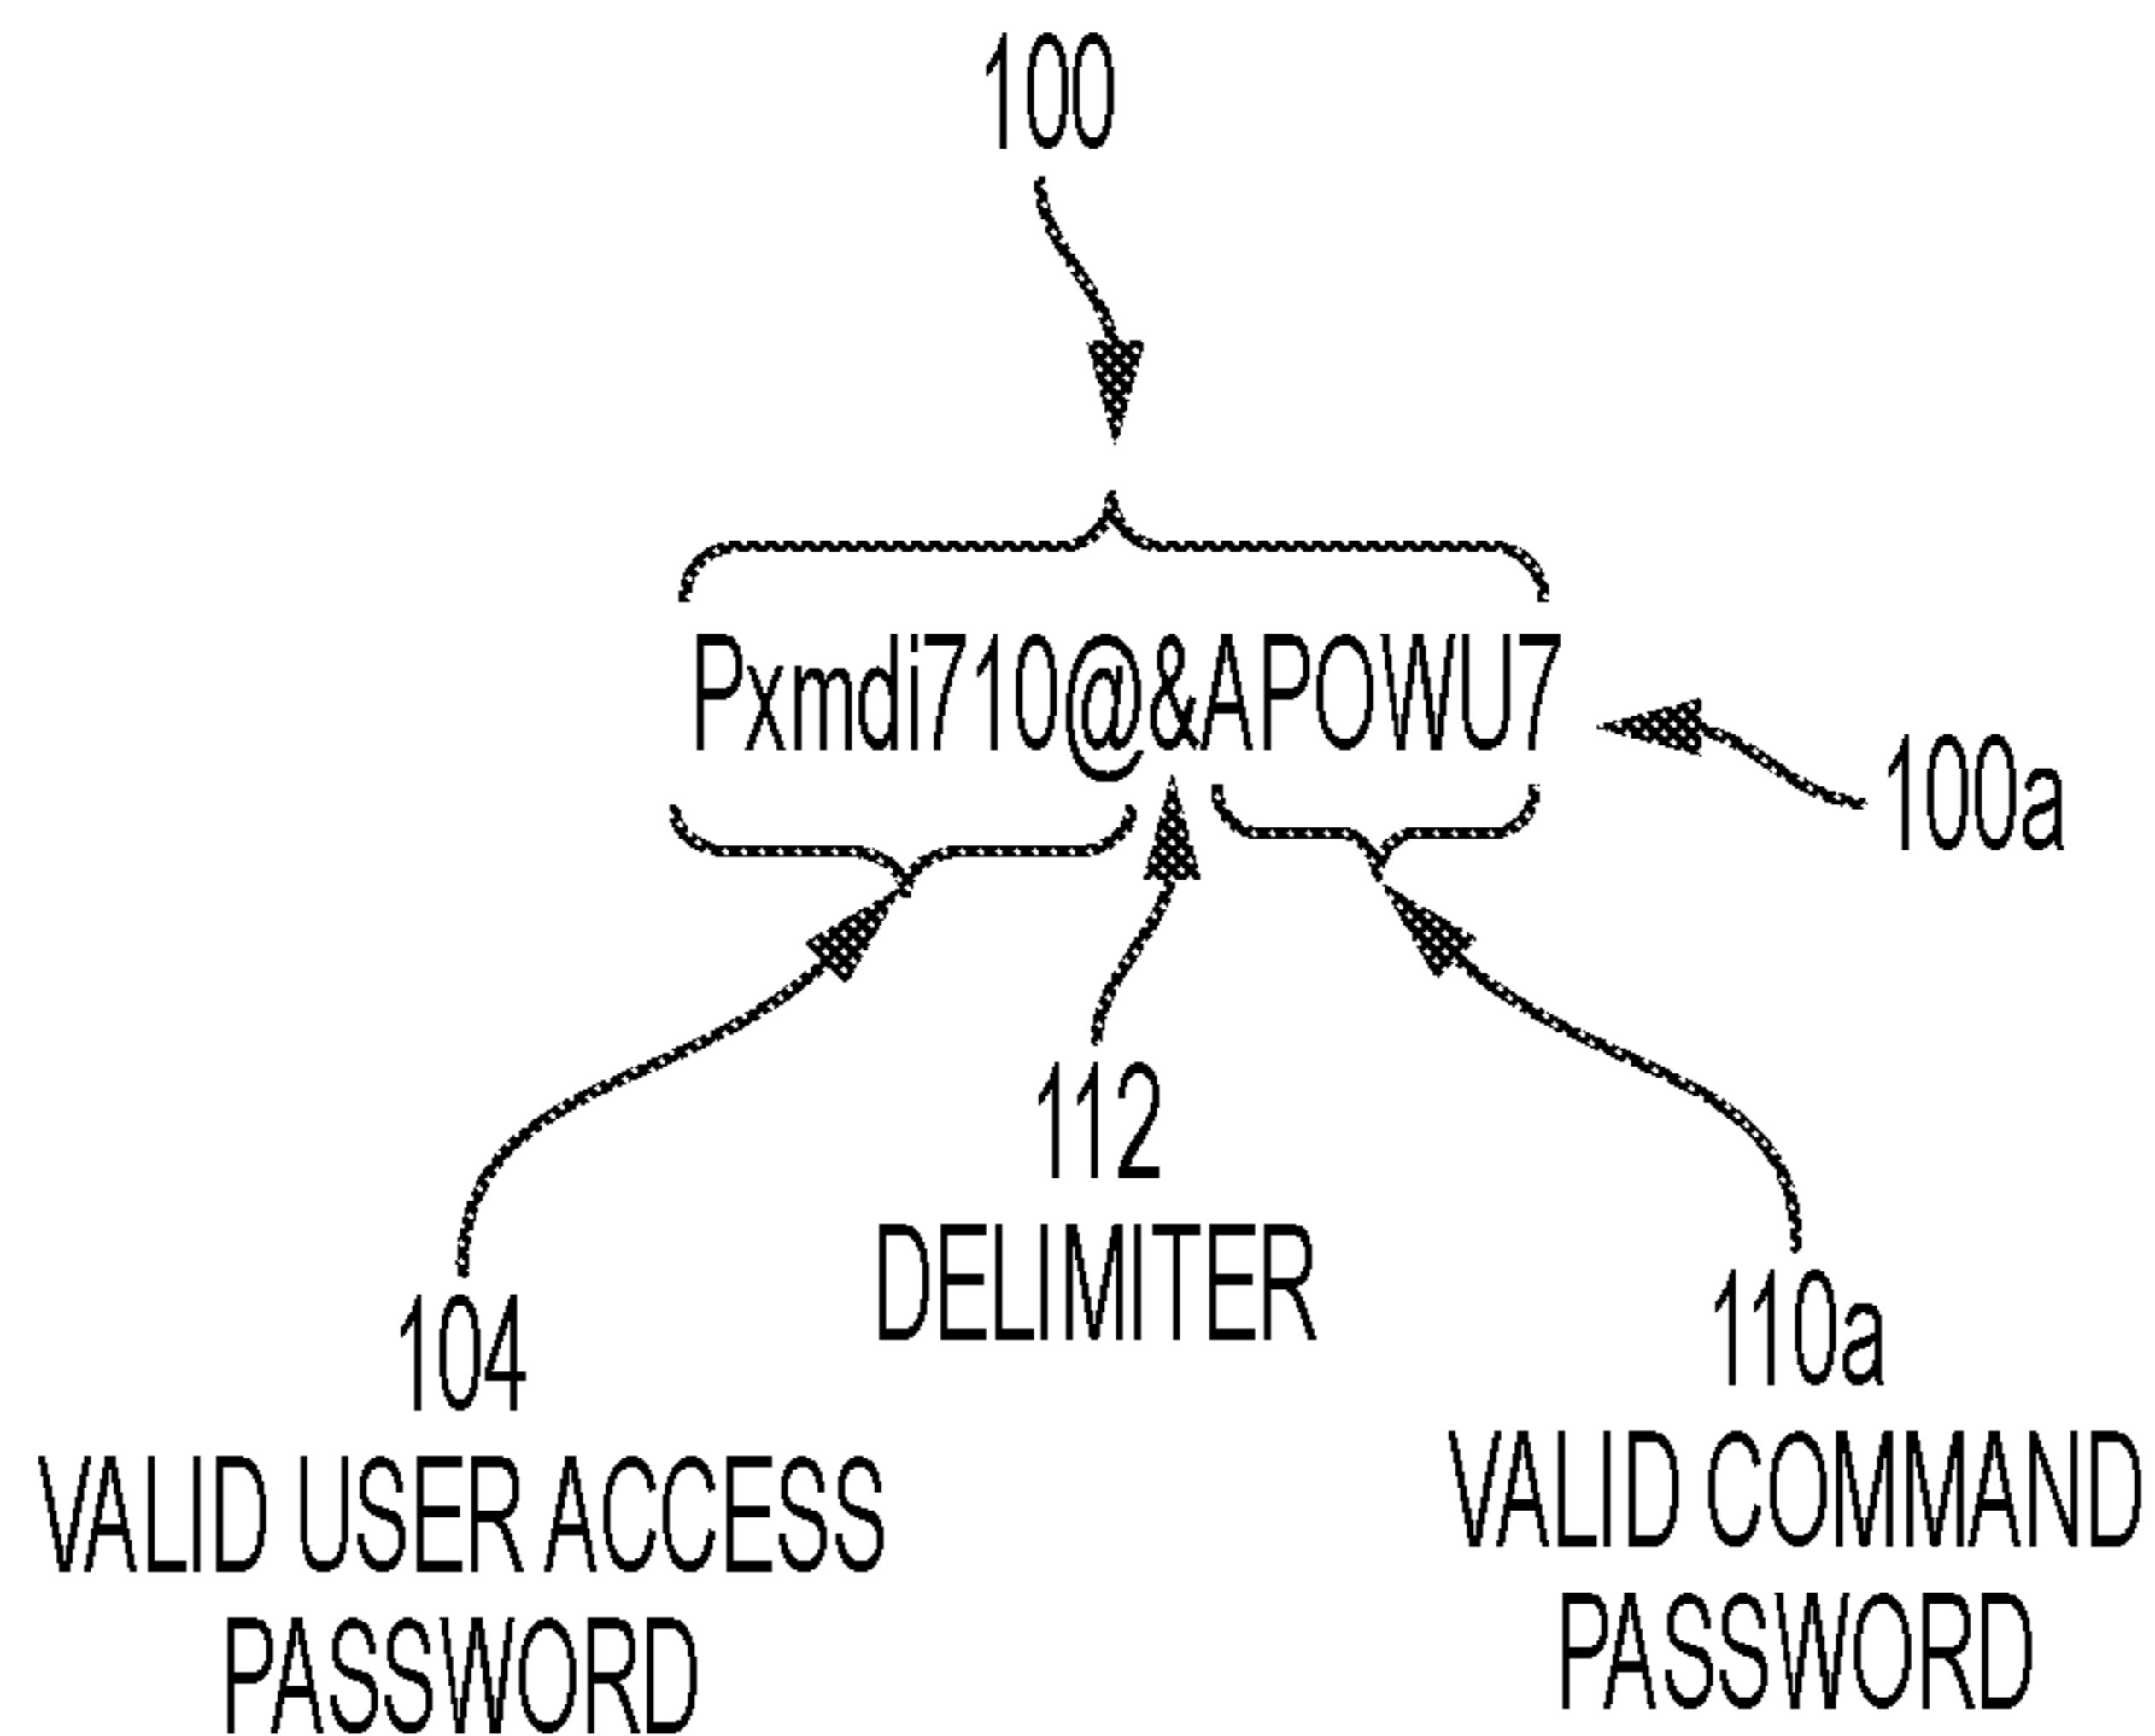 100
Pxmdi710@&APOWU7
100a
112
DELIMITER
104
VALID USER ACCESS
PASSWORD
110a
VALID COMMAND
PASSWORD